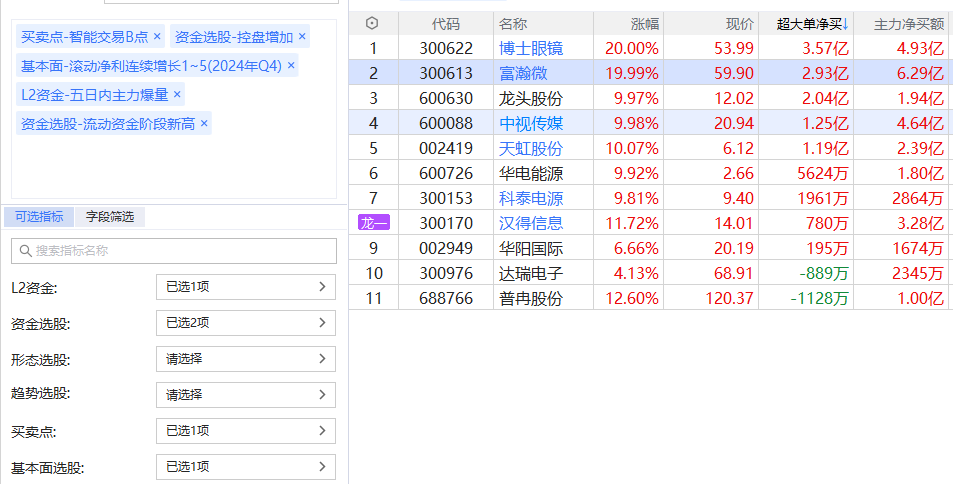 买卖点-智能交易B点 × 资金选股-控盘增加 ×
基本面-滚动净利连续增长1~5(2024年Q4) ×
L2资金-五日内主力爆量 ×
资金选股-流动资金阶段新高 ×
可选指标 字段筛选
搜索指标名称
L2资金: 已选1项
资金选股: 已选2项
形态选股: 请选择
趋势选股: 请选择
买卖点: 已选1项
基本面选股: 已选1项
代码 名称 涨幅 现价 超大单净买↓ 主力净买额
1 300622 博士眼镜 20.00% 53.99 3.57亿 4.93亿
2 300613 富瀚微 19.99% 59.90 2.93亿 6.29亿
3 600630 龙头股份 9.97% 12.02 2.04亿 1.94亿
4 600088 中视传媒 9.98% 20.94 1.25亿 4.64亿
5 002419 天虹股份 10.07% 6.12 1.19亿 2.39亿
6 600726 华电能源 9.92% 2.66 5624万 1.80亿
7 300153 科泰电源 9.81% 9.40 1961万 2864万
龙一 300170 汉得信息 11.72% 14.01 780万 3.28亿
9 002949 华阳国际 6.66% 20.19 195万 1674万
10 300976 达瑞电子 4.13% 68.91 -889万 2345万
11 688766 普冉股份 12.60% 120.37 -1128万 1.00亿